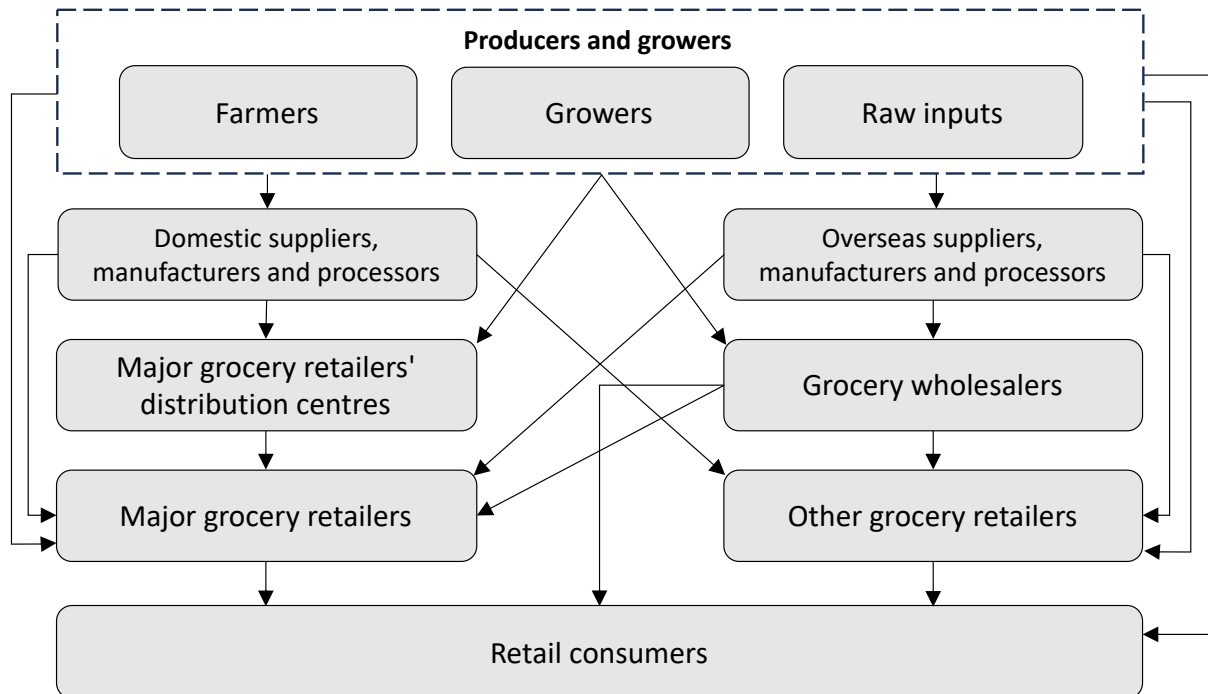 Producers and growers
Farmers
Growers
Raw inputs
Domestic suppliers,
manufacturers and processors
Overseas suppliers,
manufacturers and processors
Major grocery retailers'
distribution centres
Grocery wholesalers
Major grocery retailers
Other grocery retailers
Retail consumers